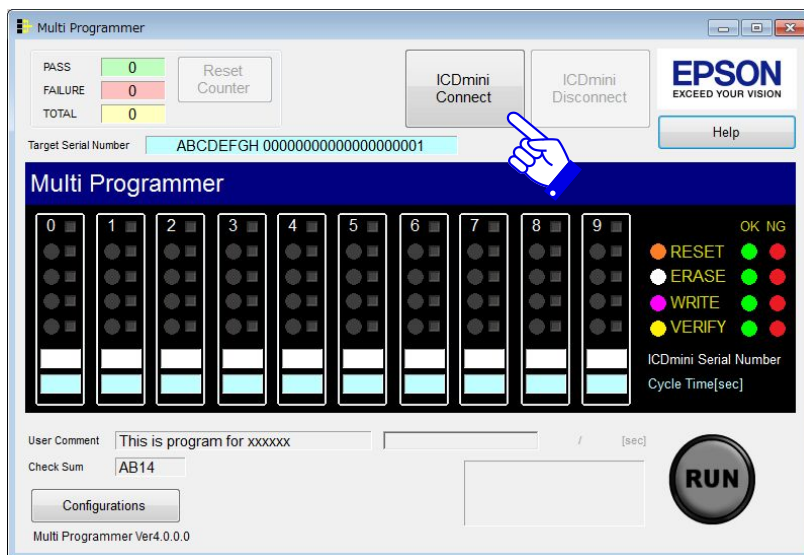 Multi Programmer
PASS 0
FAILURE 0
TOTAL 0
Reset
Counter
ICDmini
Connect
ICDmini
Disconnect
EPSON
EXCEED YOUR VISION
Help
Target Serial Number ABCDEFGH 00000000000000000001
Multi Programmer
0 1 2 3 4 5 6 7 8 9
OK NG
RESET
ERASE
WRITE
VERIFY
ICDmini Serial Number
Cycle Time[sec]
User Comment This is program for xxxxxx / [sec]
Check Sum AB14
RUN
Configurations
Multi Programmer Ver4.0.0.0